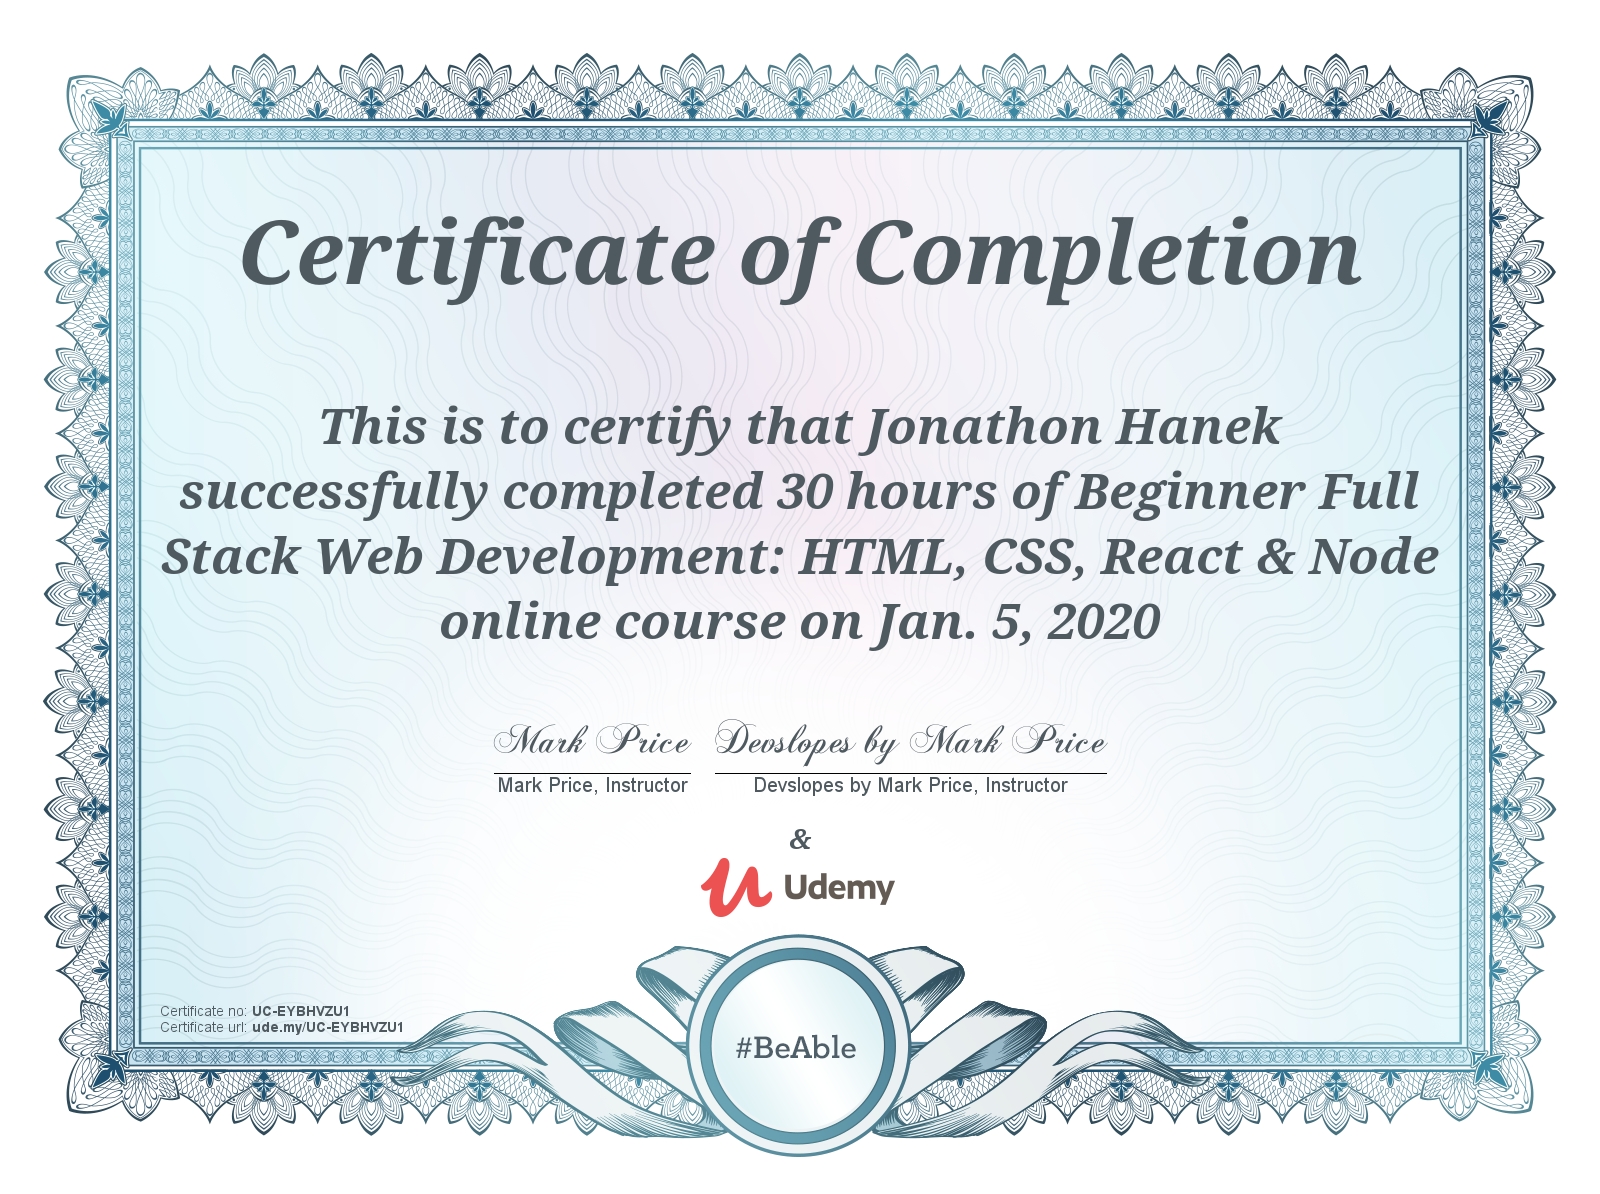 Certificate of Completion
This is to certify that Jonathon Hanek
successfully completed 30 hours of Beginner Full
Stack Web Development: HTML, CSS, React & Node
online course on Jan. 5, 2020
Mark Price Devslopes by Mark Price
Mark Price, Instructor Devslopes by Mark Price, Instructor
&
Udemy
Certificate no: UC-EYBHVZU1
Certificate url: ude.my/UC-EYBHVZU1
#BeAble